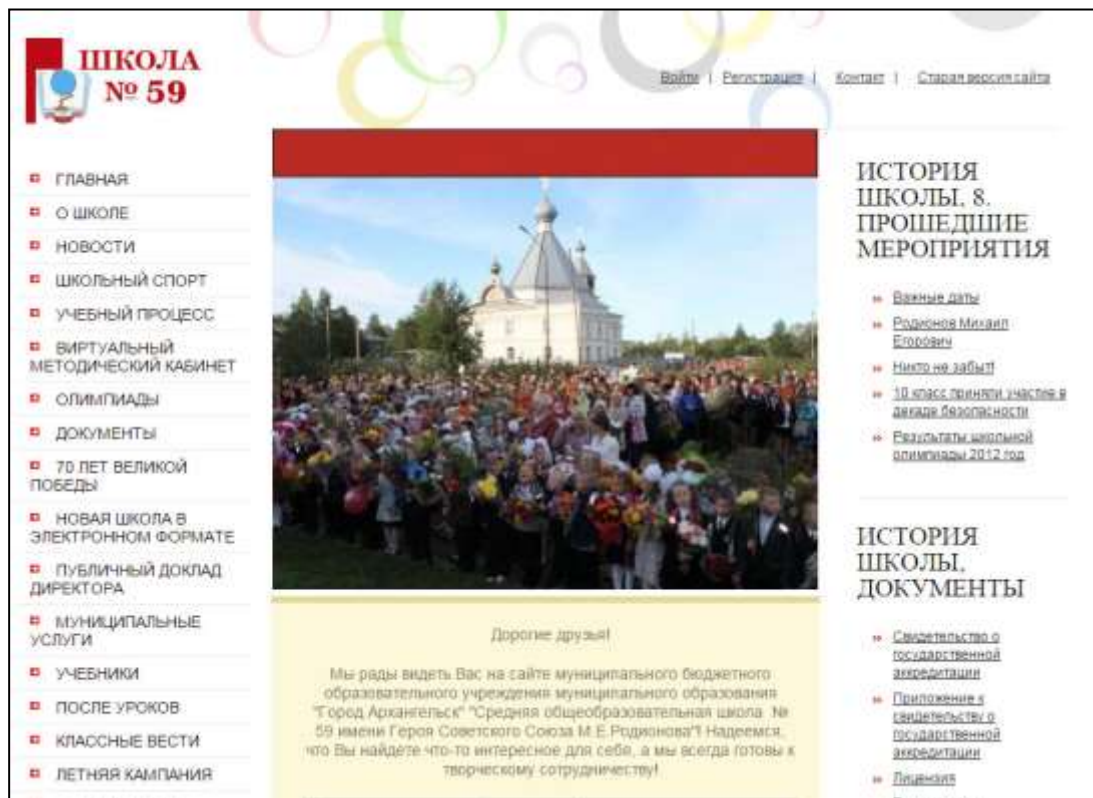 ШКОЛА
№ 59
Войти | Регистрация | Контакт | Старая версия сайта
ГЛАВНАЯ
О ШКОЛЕ
НОВОСТИ
ШКОЛЬНЫЙ СПОРТ
УЧЕБНЫЙ ПРОЦЕСС
ВИРТУАЛЬНЫЙ
МЕТОДИЧЕСКИЙ КАБИНЕТ
ОЛИМПИАДЫ
ДОКУМЕНТЫ
70 ЛЕТ ВЕЛИКОЙ
ПОБЕДЫ
НОВАЯ ШКОЛА В
ЭЛЕКТРОННОМ ФОРМАТЕ
ПУБЛИЧНЫЙ ДОКЛАД
ДИРЕКТОРА
МУНИЦИПАЛЬНЫЕ
УСЛУГИ
УЧЕБНИКИ
ПОСЛЕ УРОКОВ
КЛАССНЫЕ ВЕСТИ
ЛЕТНЯЯ КАМПАНИЯ
Дорогие друзья!
Мы рады видеть Вас на сайте муниципального бюджетного
образовательного учреждения муниципального образования
"Город Архангельск" "Средняя общеобразовательная школа №
59 имени Героя Советского Союза М.Е.Родионова"! Надеемся,
что Вы найдете что-то интересное для себя, а мы всегда готовы к
творческому сотрудничеству!
ИСТОРИЯ
ШКОЛЫ, 8.
ПРОШЕДШИЕ
МЕРОПРИЯТИЯ
Важные даты
Родионов Михаил
Егорович
Никто не забыт!
10 класс приняли участие в
декаде безопасности
Результаты школьной
олимпиады 2012 год
ИСТОРИЯ
ШКОЛЫ,
ДОКУМЕНТЫ
Свидетельство о
государственной
аккредитации
Приложение к
свидетельству о
государственной
аккредитации
Лицензия